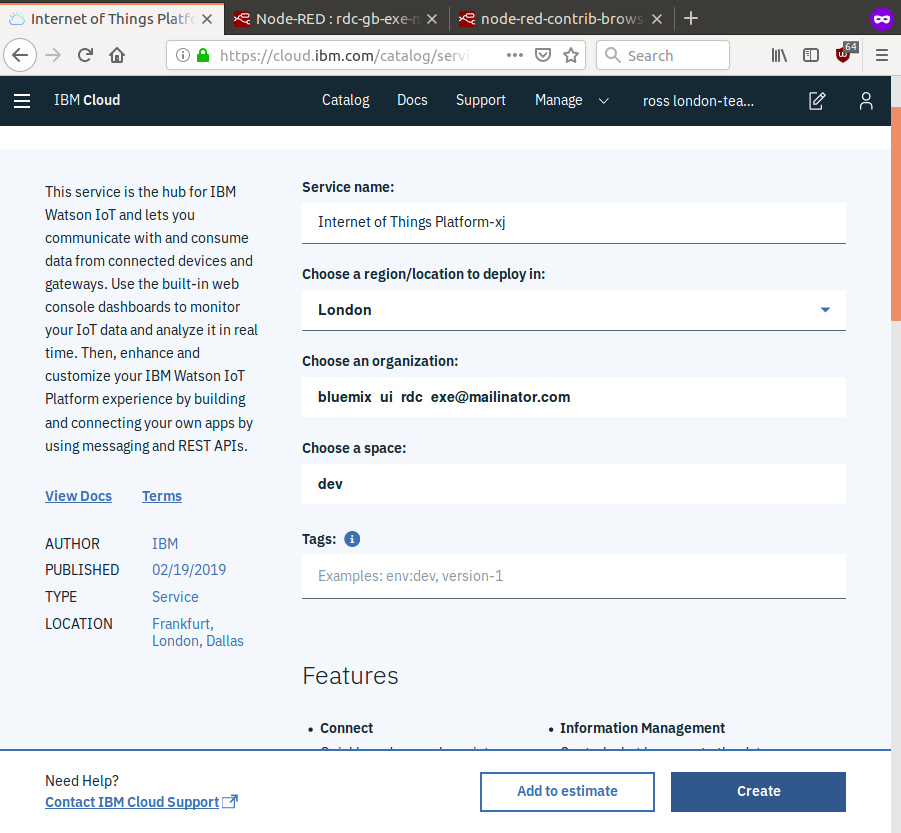 Internet of Things Platfo
Node-RED : rdc-gb-exe-n
node-red-contrib-brows
https://cloud.ibm.com/catalog/servi
Search
64
IBM Cloud
Catalog
Docs
Support
Manage
ross london-tea...
This service is the hub for IBM
Watson IoT and lets you
communicate with and consume
data from connected devices and
gateways. Use the built-in web
console dashboards to monitor
your IoT data and analyze it in real
time. Then, enhance and
customize your IBM Watson IoT
Platform experience by building
and connecting your own apps by
using messaging and REST APIs.
View Docs
Terms
AUTHOR IBM
PUBLISHED 02/19/2019
TYPE Service
LOCATION Frankfurt,
London, Dallas
Service name:
Internet of Things Platform-xj
Choose a region/location to deploy in:
London
Choose an organization:
bluemix ui rdc exe@mailinator.com
Choose a space:
dev
Tags:
Examples: env:dev, version-1
Features
• Connect
• Information Management
Need Help?
Contact IBM Cloud Support
Add to estimate
Create